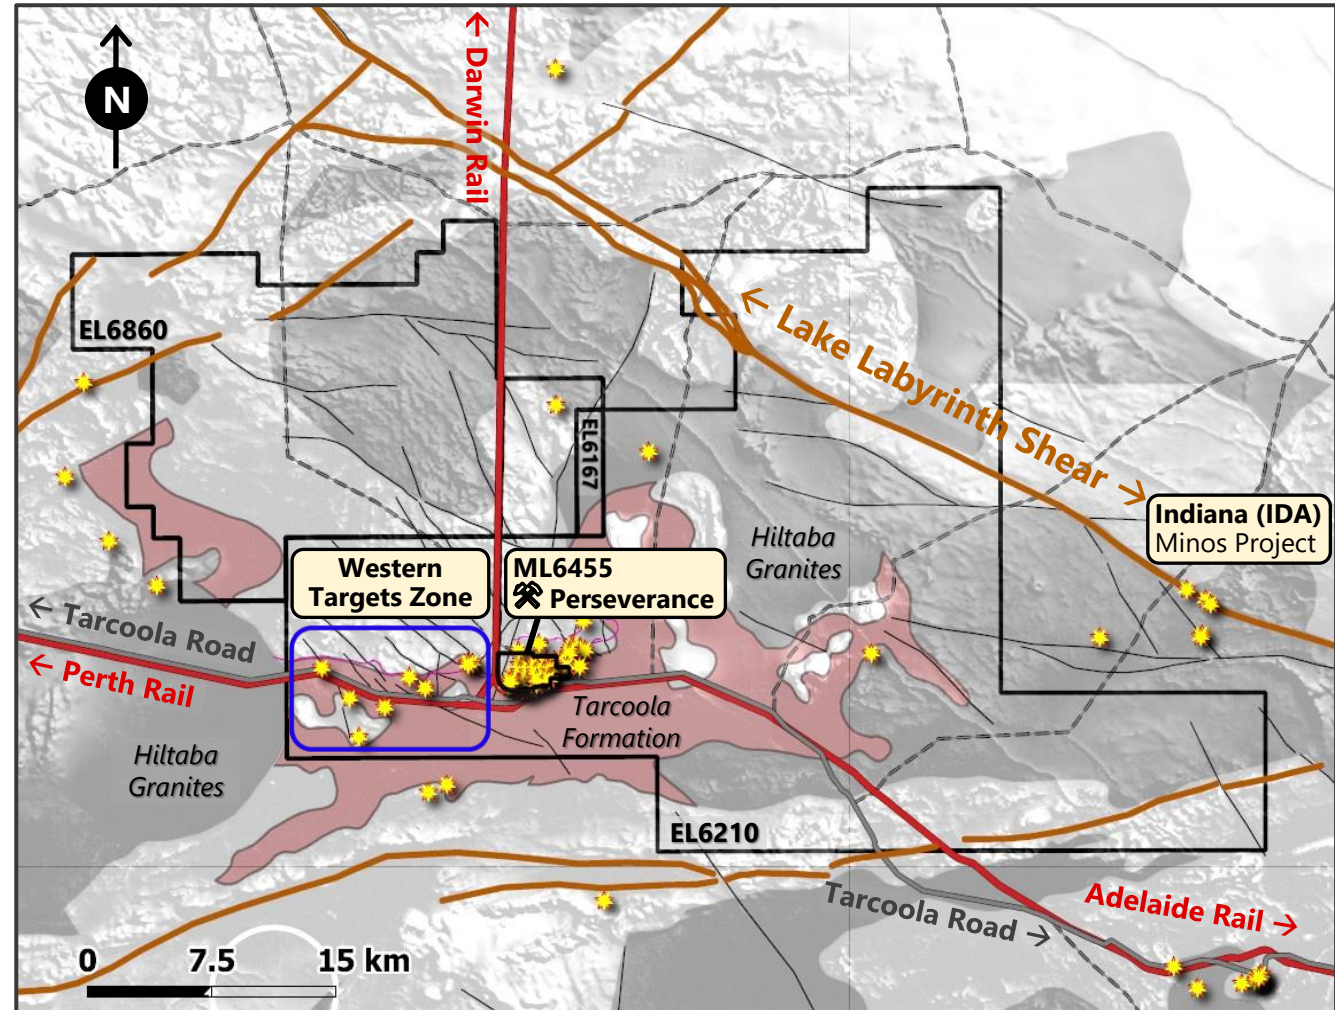 N
← Darwin Rail
EL6860
← Lake Labyrinth Shear →
EL6167
Indiana (IDA)
Minos Project
Hiltaba
Granites
Western
Targets Zone
ML6455
Perseverance
← Tarcoola Road
← Perth Rail
Tarcoola
Formation
Hiltaba
Granites
EL6210
Tarcoola Road →
Adelaide Rail →
0 7.5 15 km